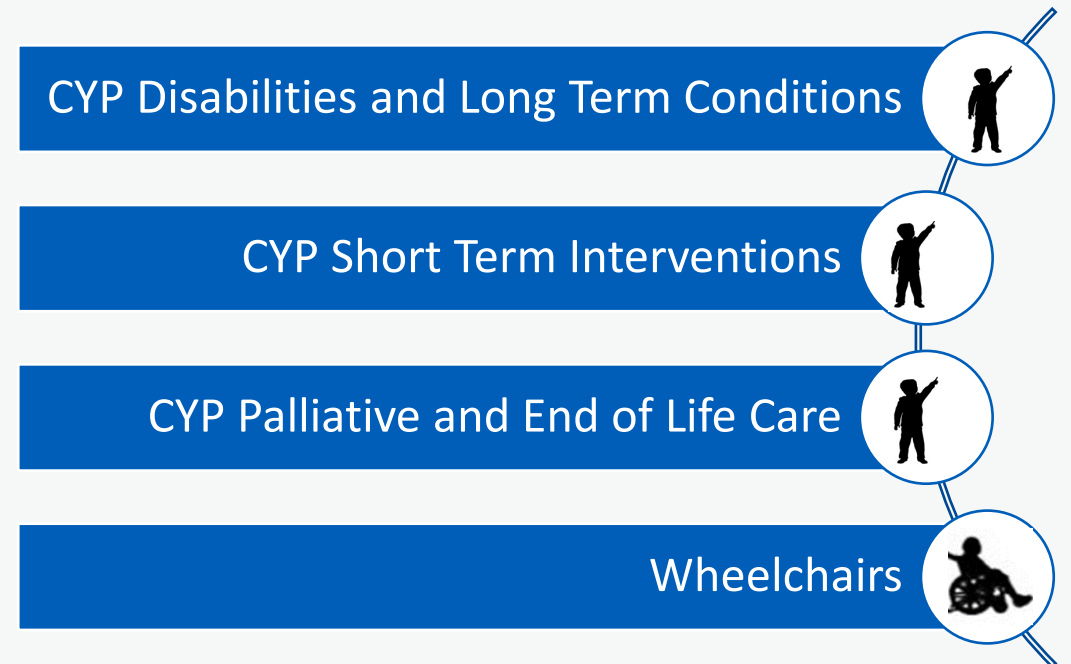 CYP Disabilities and Long Term Conditions
CYP Short Term Interventions
CYP Palliative and End of Life Care
Wheelchairs